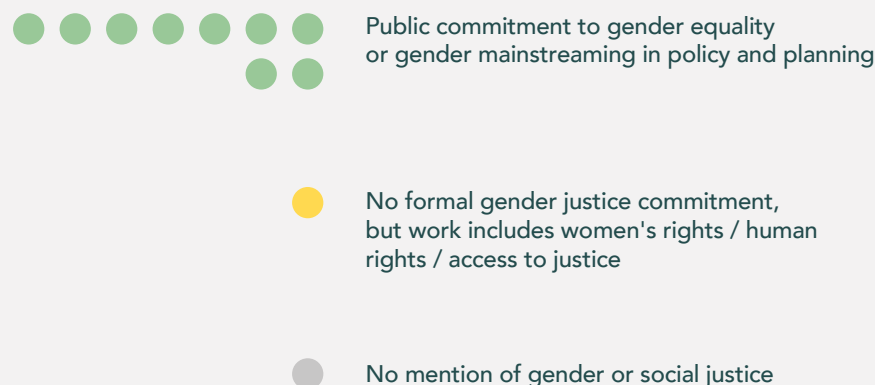 Public commitment to gender equality
or gender mainstreaming in policy and planning
No formal gender justice commitment,
but work includes women's rights / human
rights / access to justice
No mention of gender or social justice